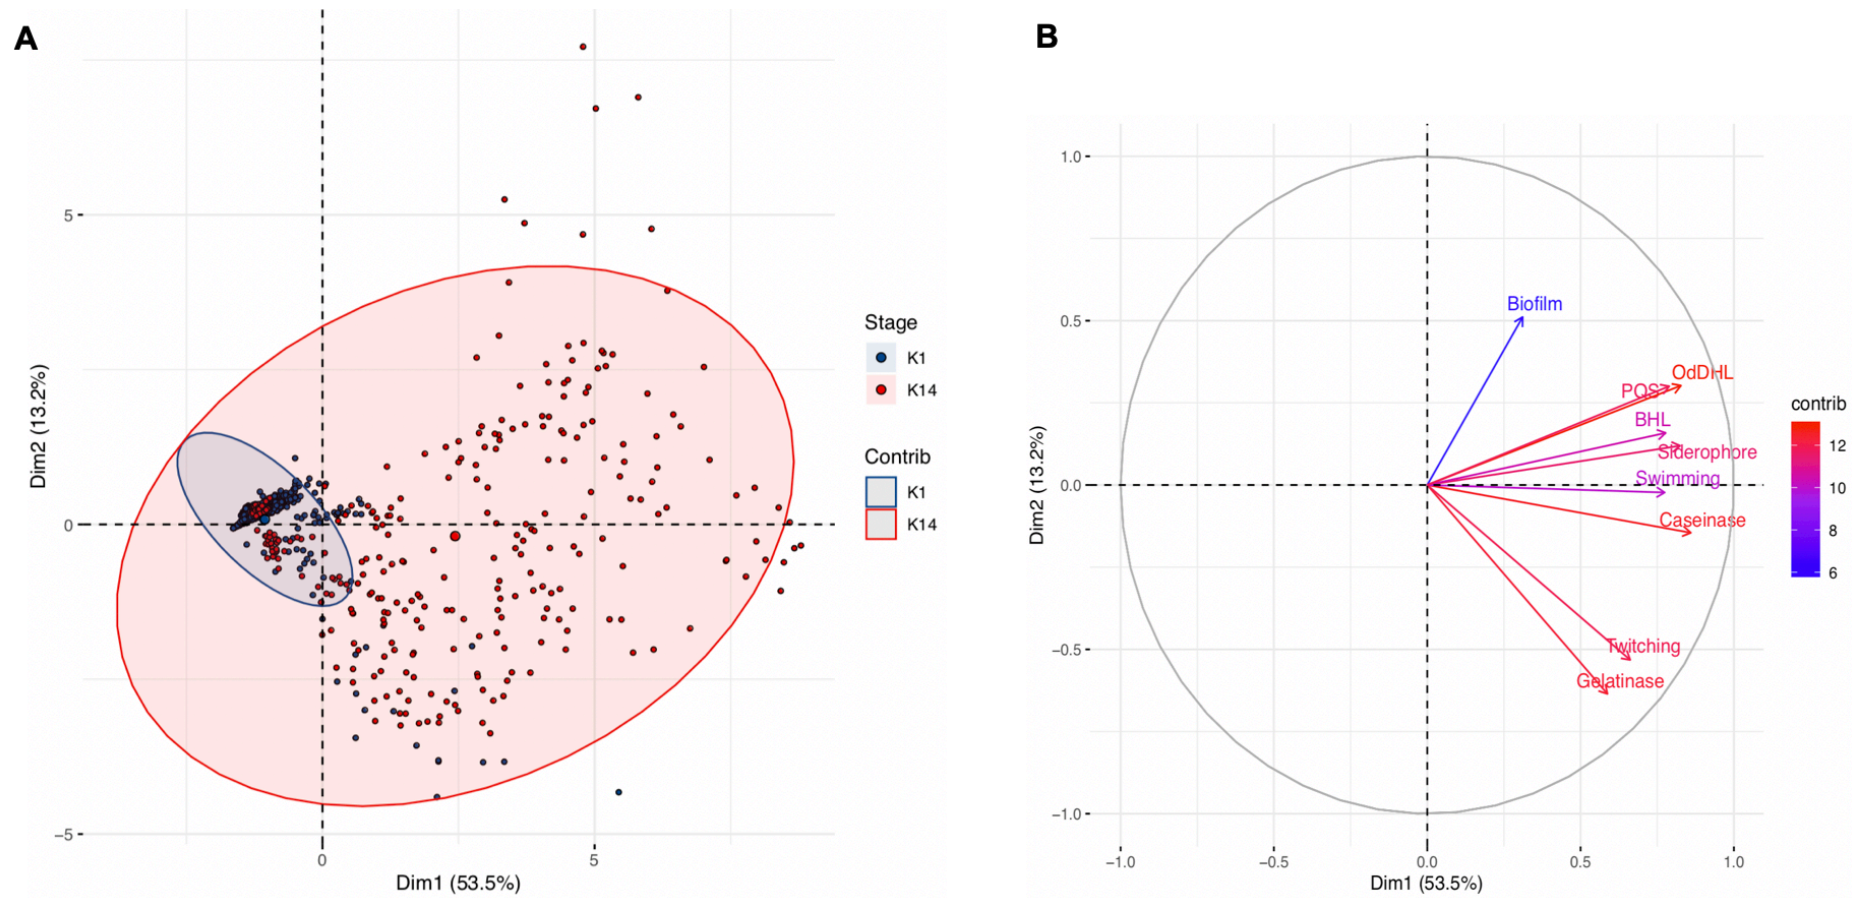 A
5
0
−5
0
5
Dim2 (13.2%)
Dim1 (53.5%)
Stage
K1
K14
Contrib
K1
K14
B
1.0
0.5
0.0
−0.5
−1.0
−1.0
−0.5
0.0
0.5
1.0
Dim2 (13.2%)
Dim1 (53.5%)
Biofilm
OdDHL
PQS
BHL
Siderophore
Swimming
Caseinase
Twitching
Gelatinase
contrib
12
10
8
6